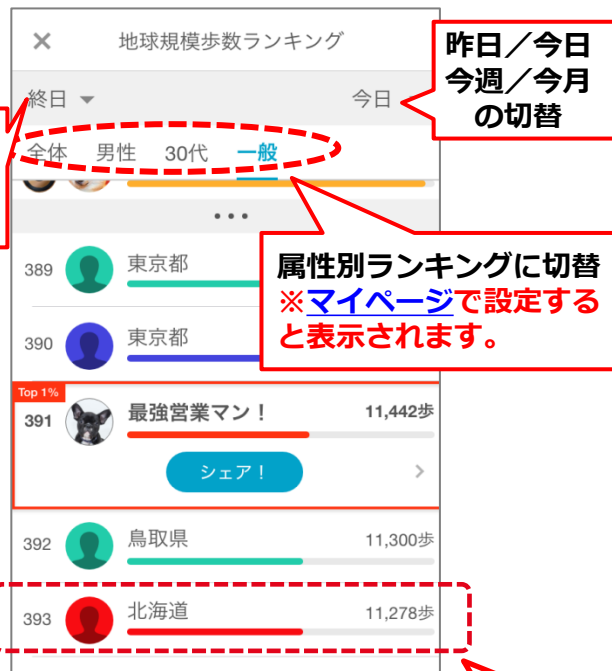 × 地球規模歩数ランキング
終日 今日
昨日／今日
今週／今月
の切替
全体 男性 30代 一般
属性別ランキングに切替
※マイページで設定する
と表示されます。
389 東京都
390 東京都
Top 1%
391 最強営業マン！ 11,442歩
シェア！
392 鳥取県 11,300歩
393 北海道 11,278歩